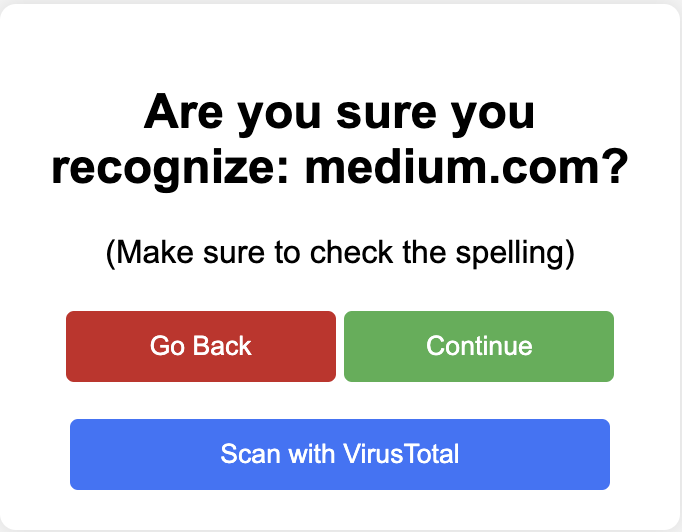 Are you sure you
recognize: medium.com?
(Make sure to check the spelling)
Go Back
Continue
Scan with VirusTotal